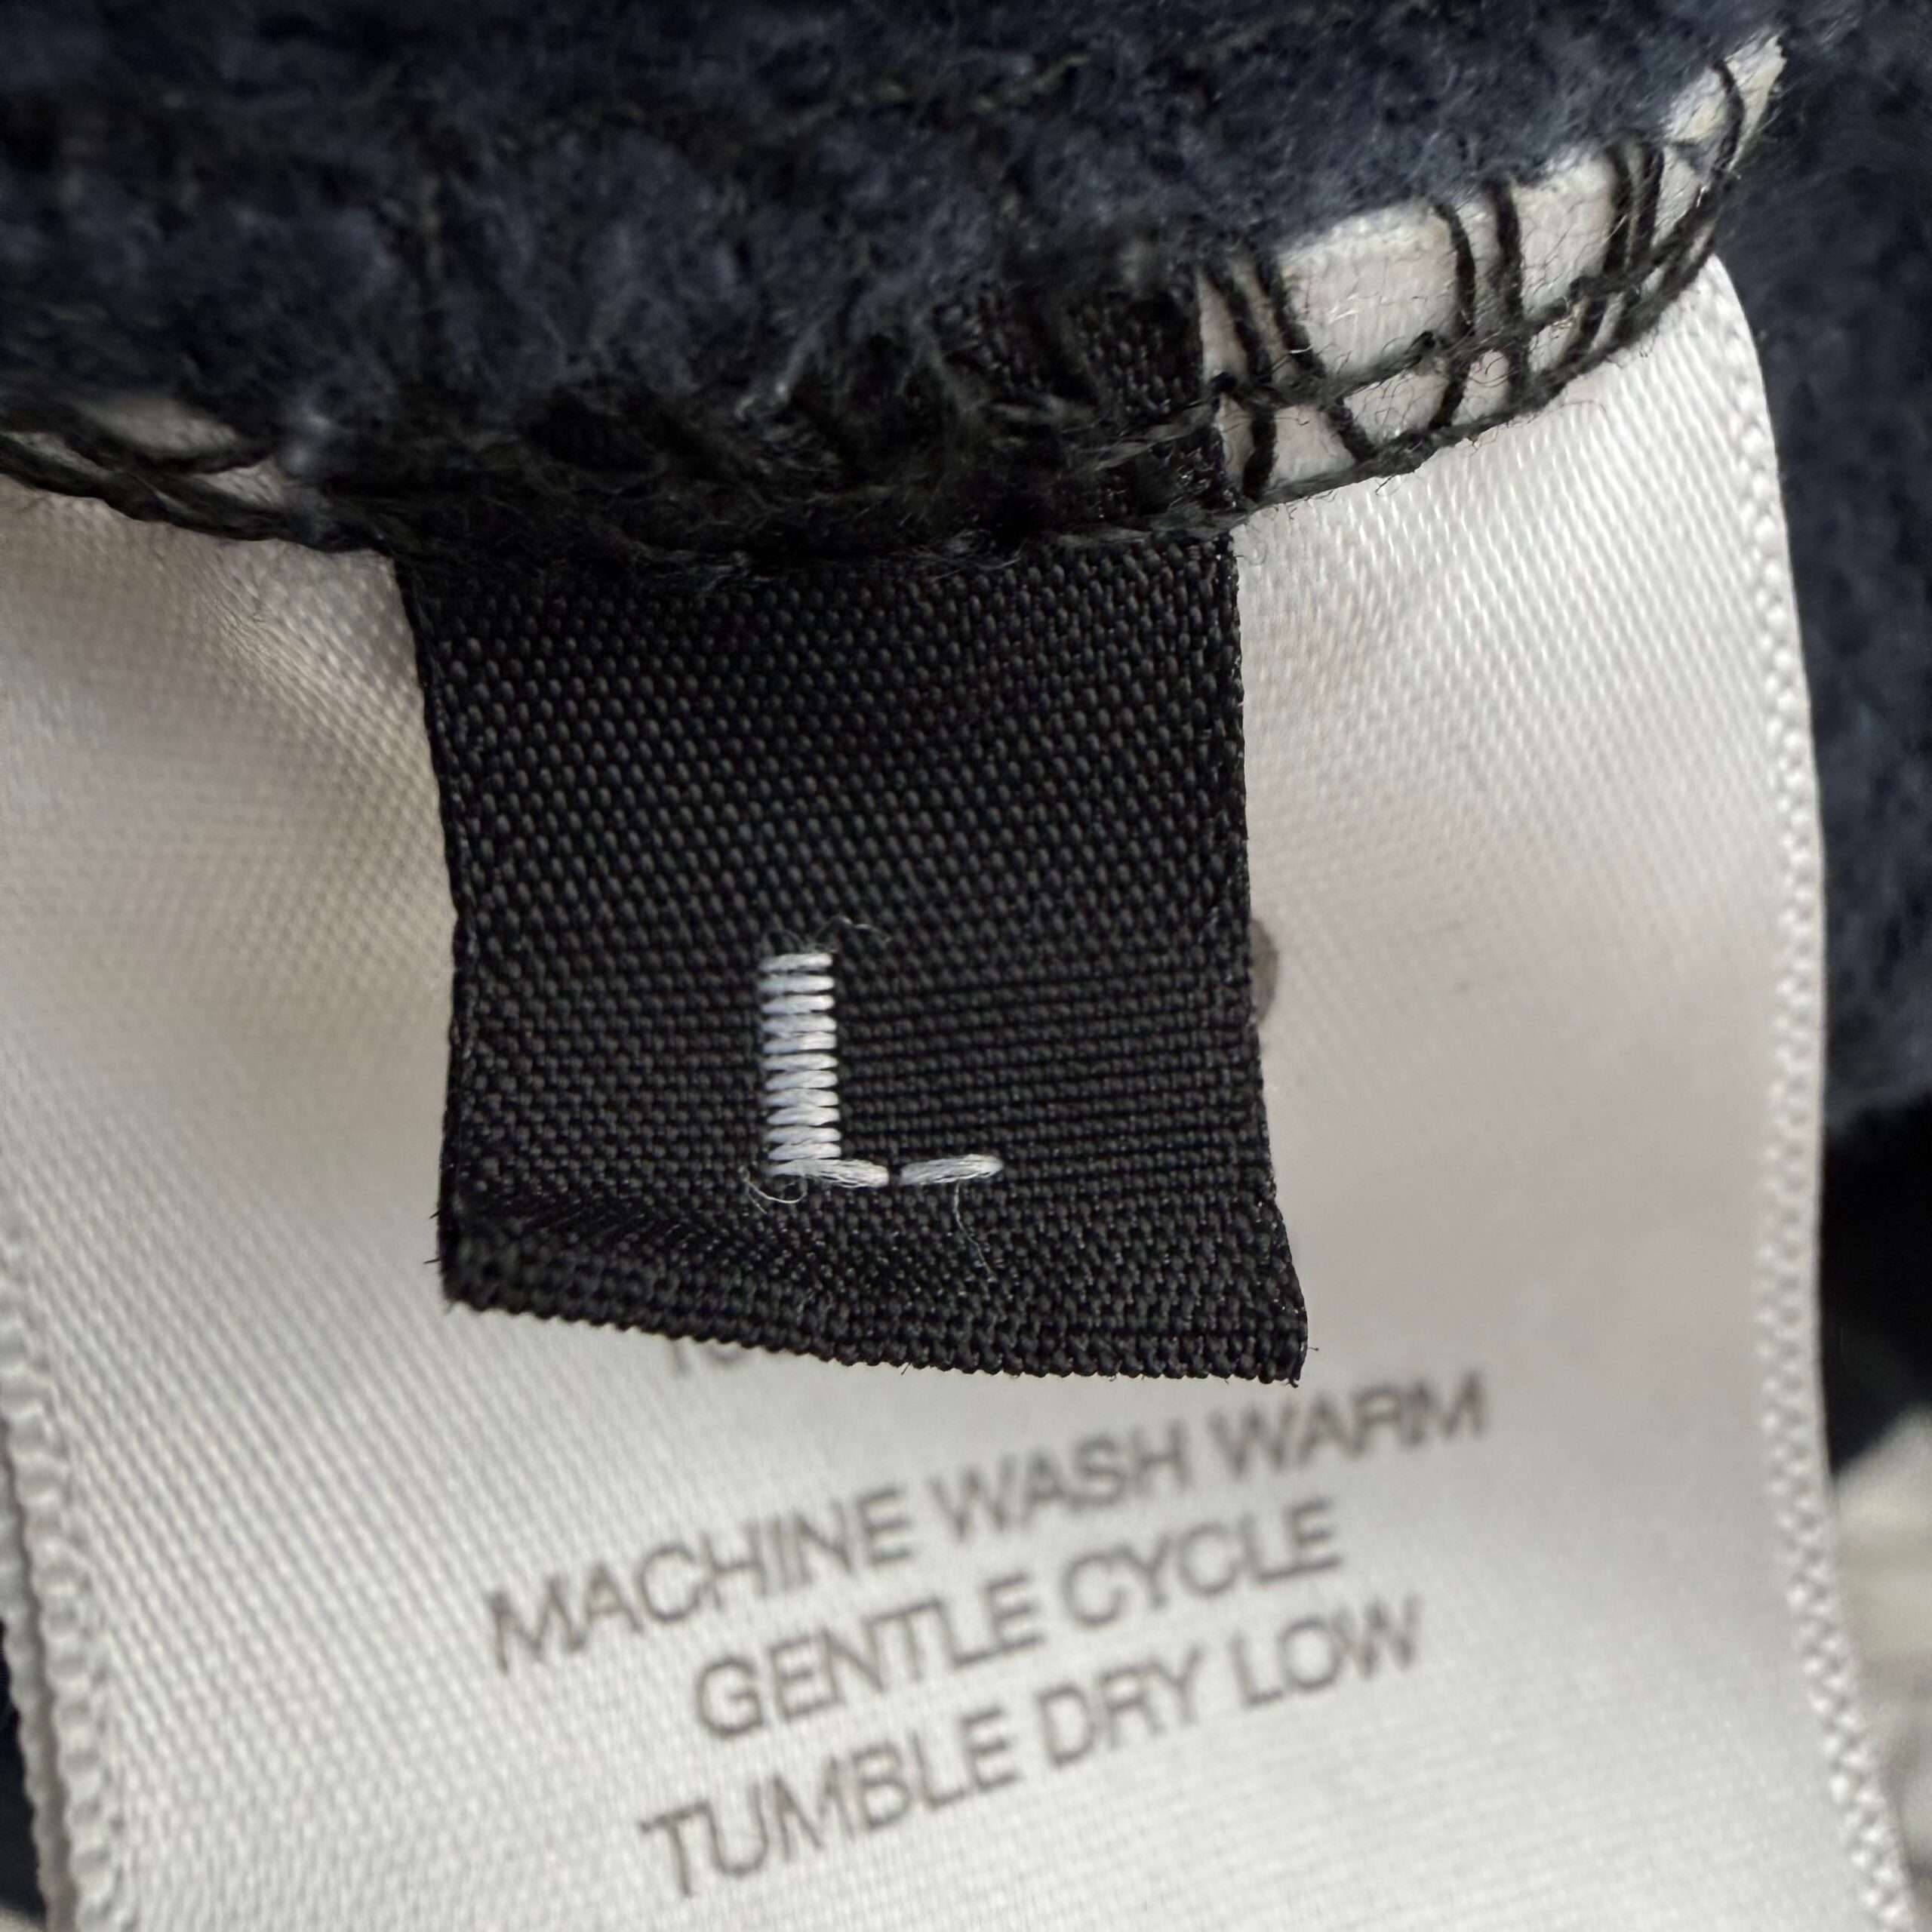 L
MACHINE WASH WARM
GENTLE CYCLE
TUMBLE DRY LOW